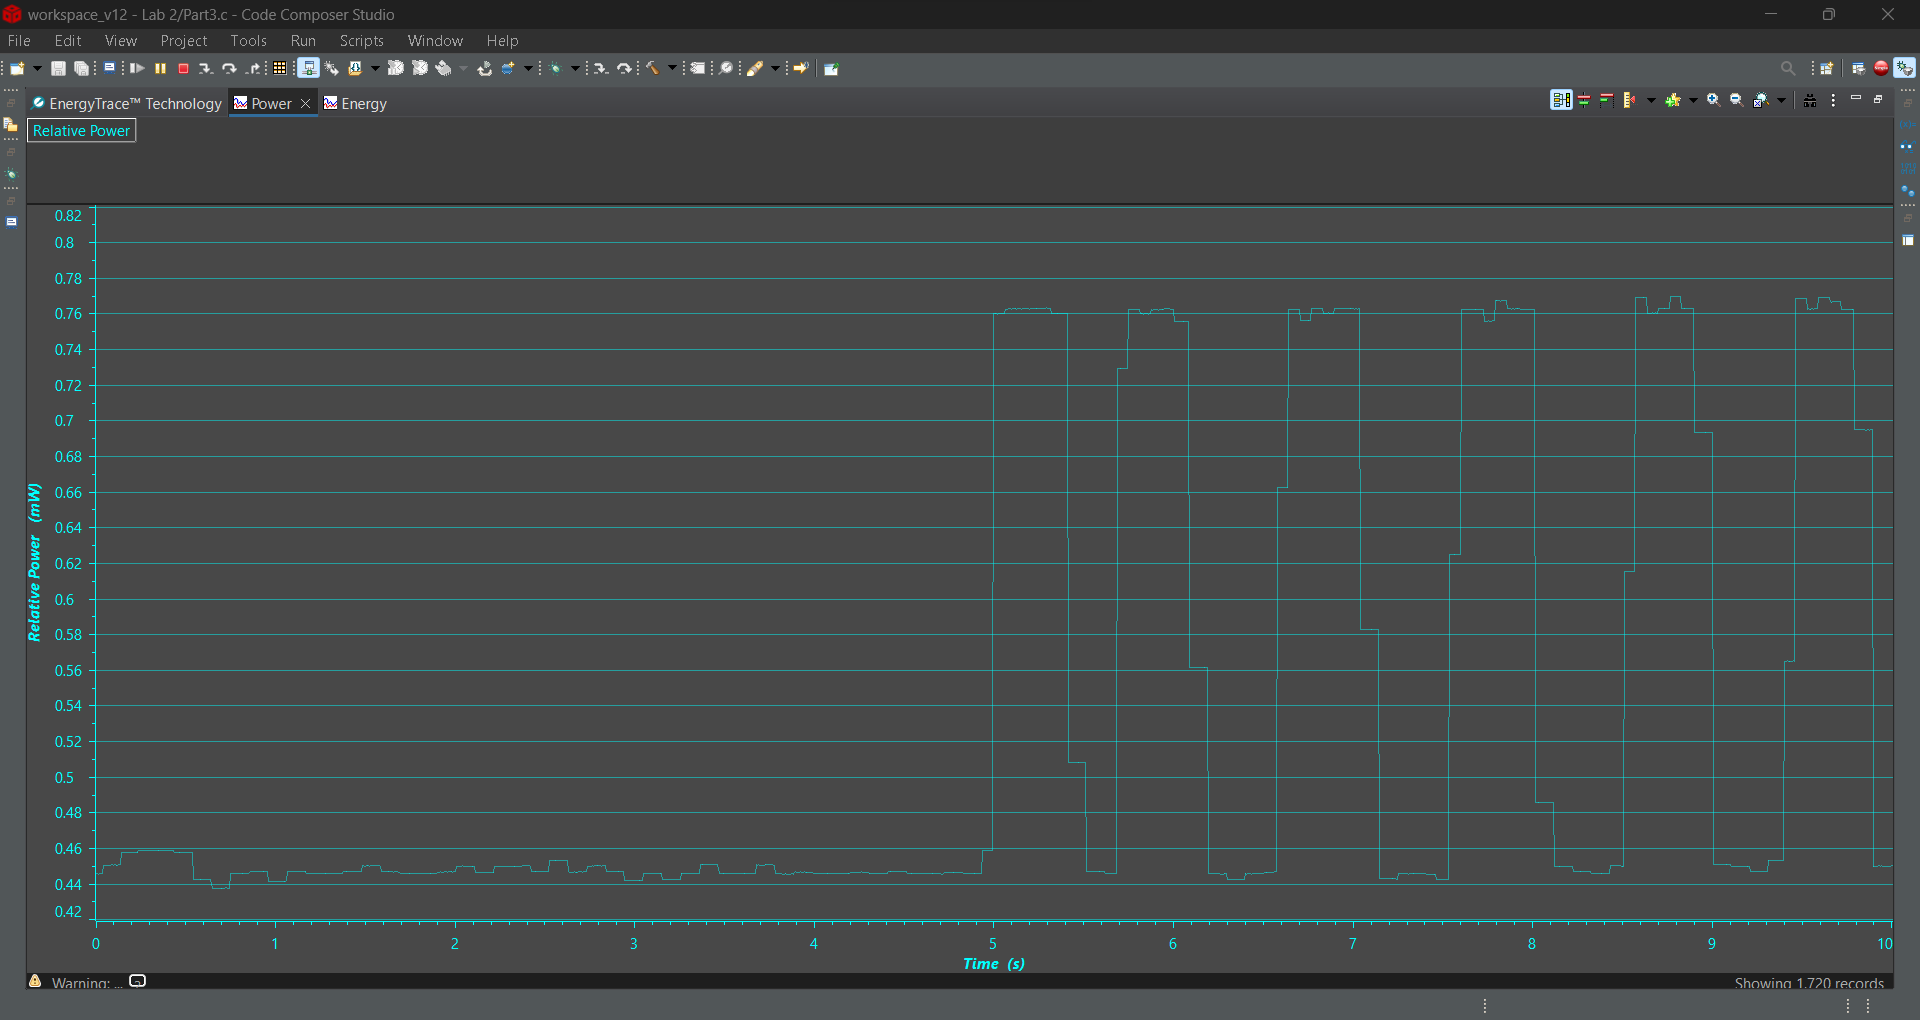 workspace_v12 - Lab 2/Part3.c - Code Composer Studio
File Edit View Project Tools Run Scripts Window Help
EnergyTrace™ Technology Power Energy
Relative Power
0.82
0.8
0.78
0.76
0.74
0.72
0.7
0.68
0.66
0.64
0.62
0.6
0.58
0.56
0.54
0.52
0.5
0.48
0.46
0.44
0.42
Relative Power (mW)
0 1 2 3 4 5 6 7 8 9 10
Time (s)
Warning: ...
Showing 1,720 records